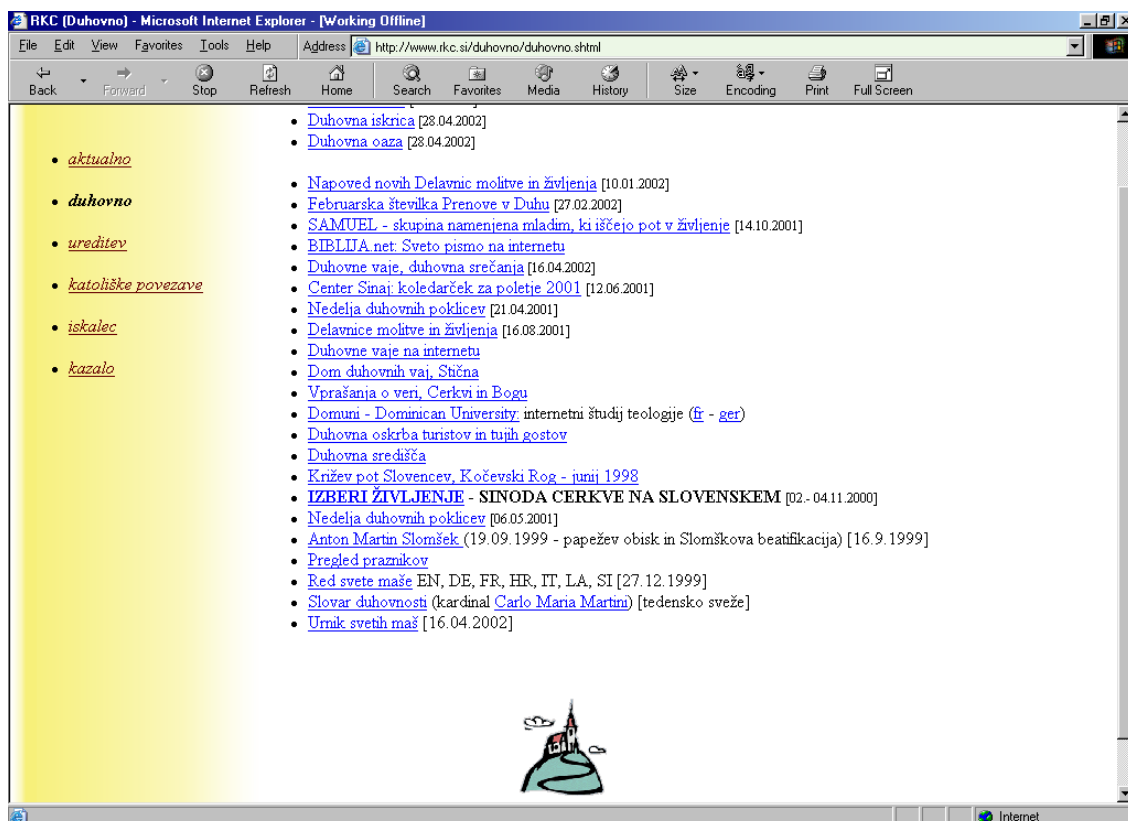 RKC (Duhovno) - Microsoft Internet Explorer - [Working Offline]
File Edit View Favorites Tools Help Address http://www.rkc.si/duhovno/duhovno.shtml
Back Forward Stop Refresh Home Search Favorites Media History Size Encoding Print Full Screen
aktualno
duhovno
ureditev
katoliške povezave
iskalec
kazalo
Duhovna iskrica [28.04.2002]
Duhovna oaza [28.04.2002]
Napoved novih Delavnic molitve in življenja [10.01.2002]
Februarska številka Prenove v Duhu [27.02.2002]
SAMUEL - skupina namenjena mladim, ki iščejo pot v življenje [14.10.2001]
BIBLIJA.net: Sveto pismo na internetu
Duhovne vaje, duhovna srečanja [16.04.2002]
Center Sinaj: koledarček za poletje 2001 [12.06.2001]
Nedelja duhovnih poklicev [21.04.2001]
Delavnice molitve in življenja [16.08.2001]
Duhovne vaje na internetu
Dom duhovnih vaj, Stična
Vprašanja o veri, Cerkvi in Bogu
Domuni - Dominican University: internetni študij teologije (fr - ger)
Duhovna oskrba turistov in tujih gostov
Duhovna središča
Križev pot Slovencev, Kočevski Rog - junij 1998
IZBERI ŽIVLJENJE - SINODA CERKVE NA SLOVENSKEM [02.- 04.11.2000]
Nedelja duhovnih poklicev [06.05.2001]
Anton Martin Slomšek (19.09.1999 - papežev obisk in Slomškova beatifikacija) [16.9.1999]
Pregled praznikov
Red svete maše EN, DE, FR, HR, IT, LA, SI [27.12.1999]
Slovar duhovnosti (kardinal Carlo Maria Martini) [tedensko sveže]
Urnik svetih maš [16.04.2002]
Internet